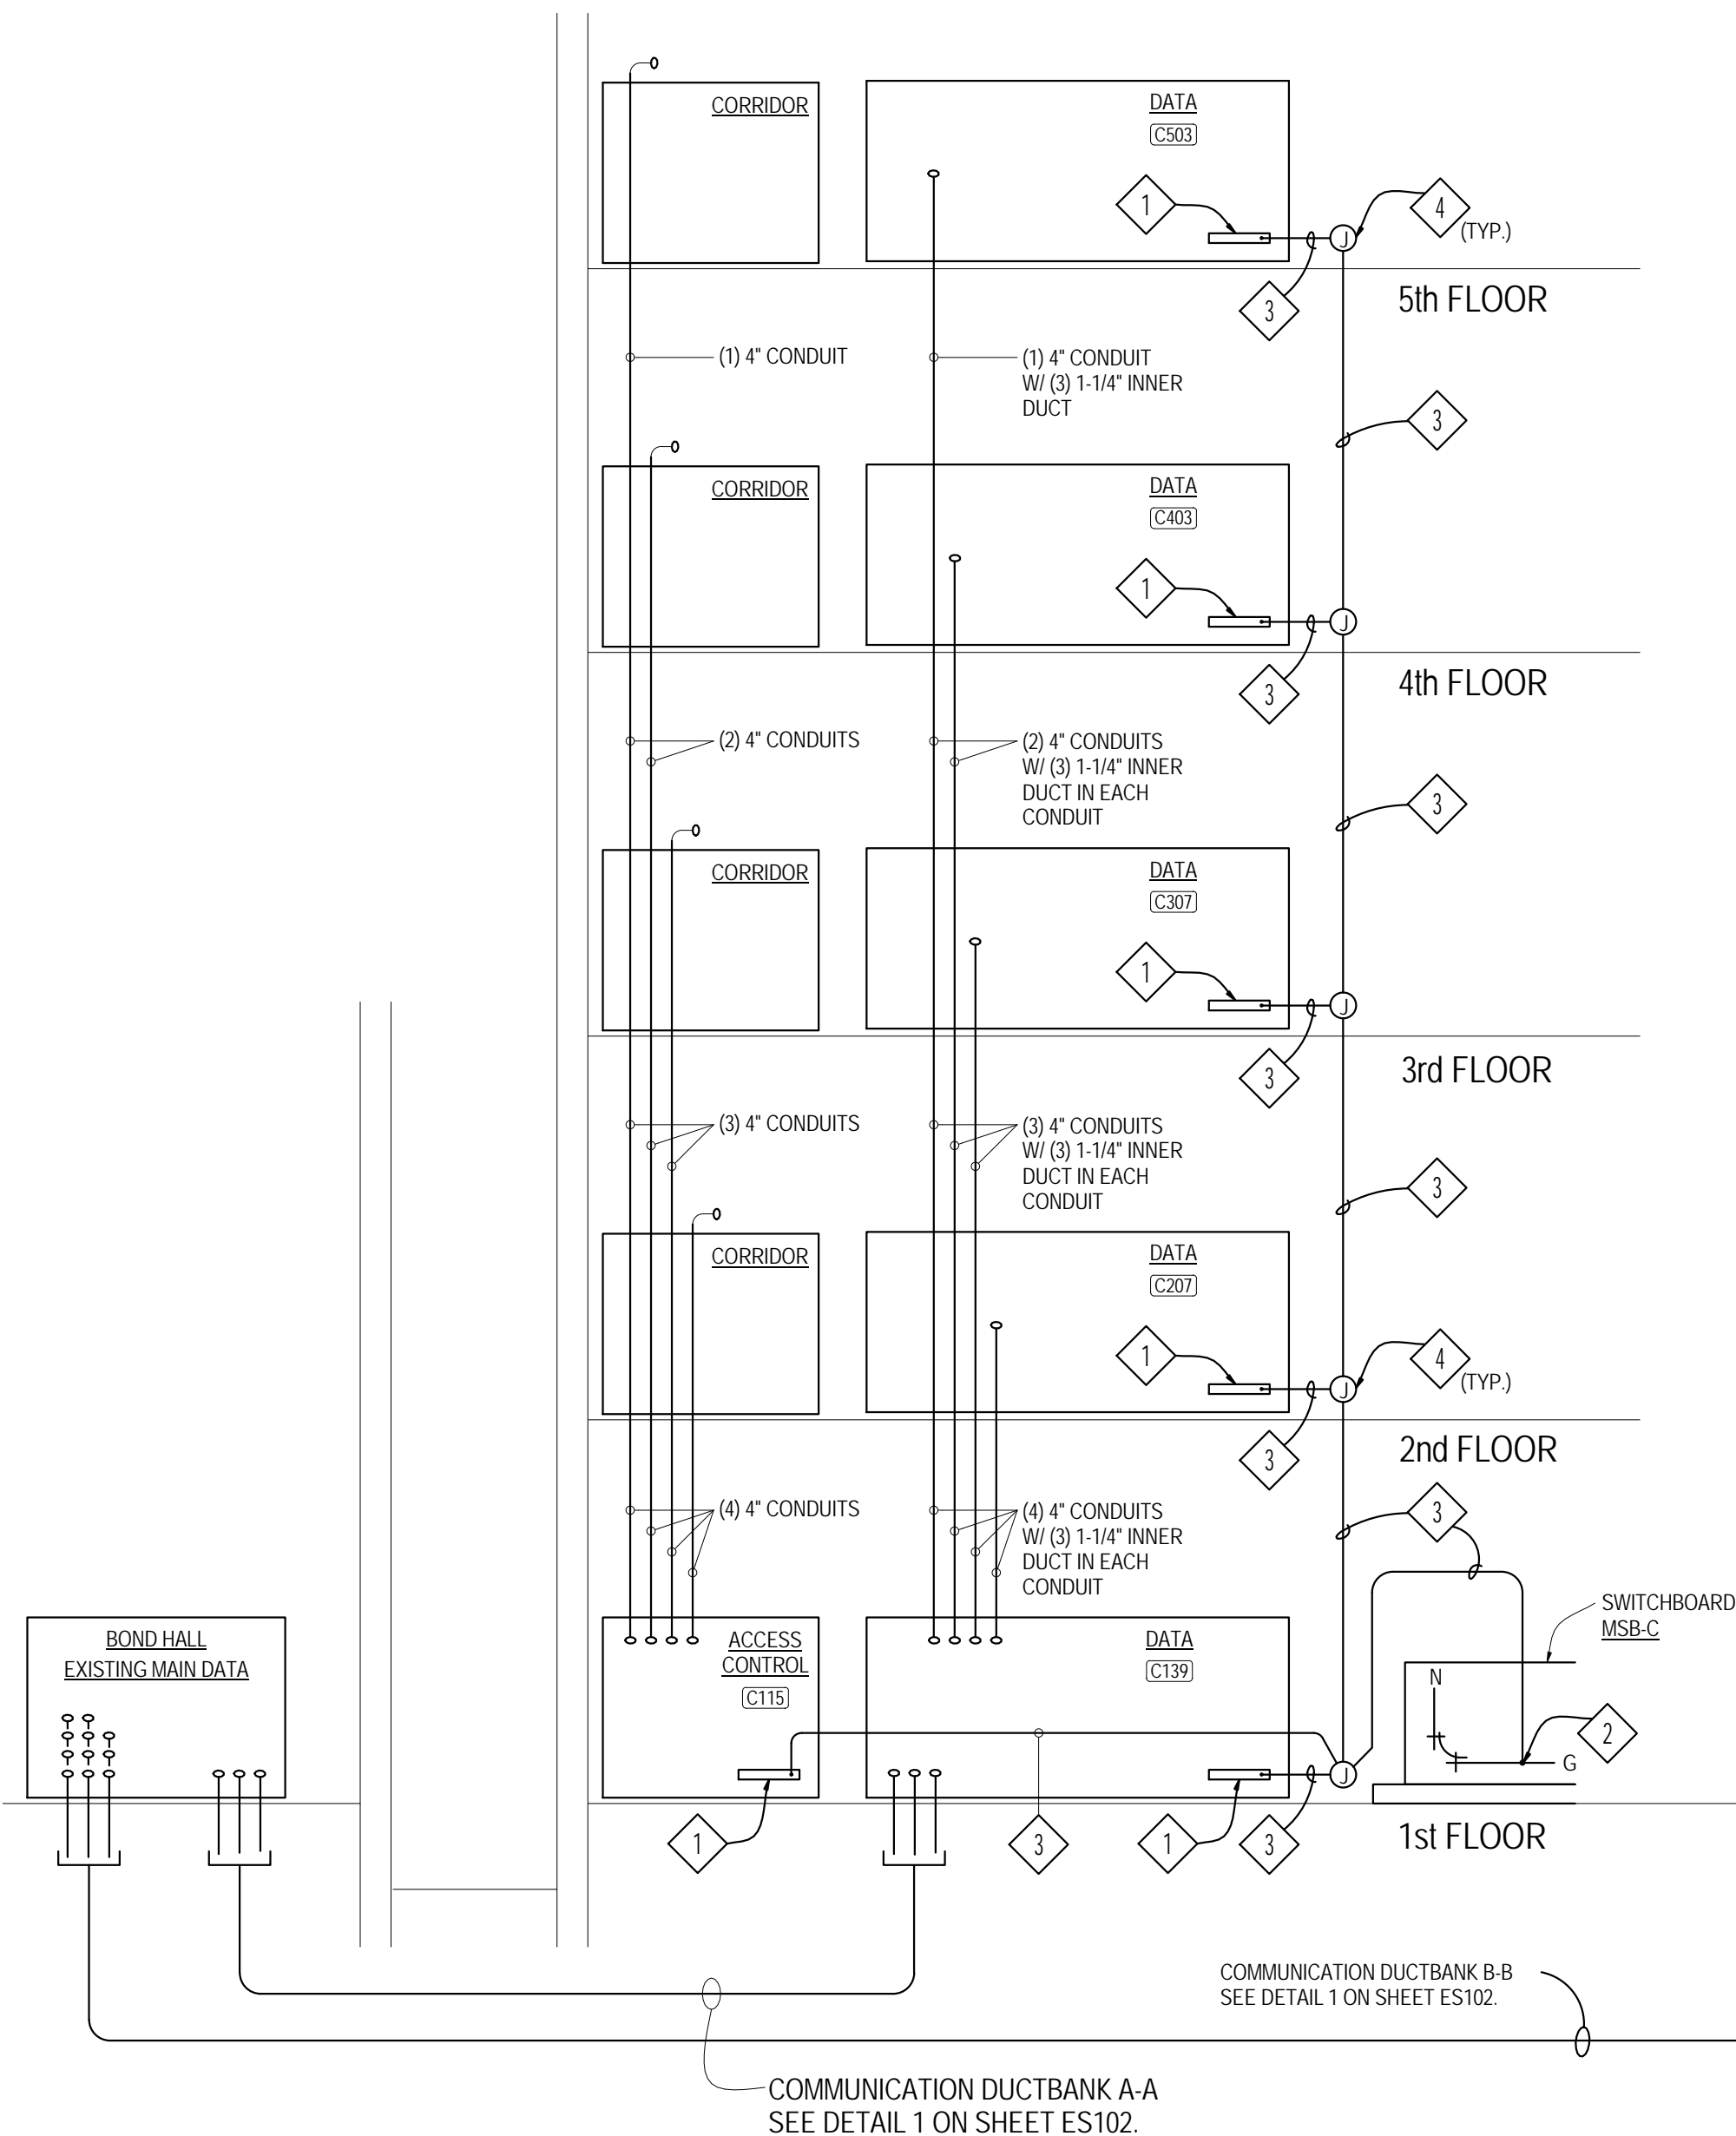 CORRIDOR
DATA
C503
1
4
(TYP.)
J
3
5th FLOOR
(1) 4" CONDUIT
(1) 4" CONDUIT
W/ (3) 1-1/4" INNER
DUCT
3
CORRIDOR
DATA
C403
1
J
3
4th FLOOR
(2) 4" CONDUITS
(2) 4" CONDUITS
W/ (3) 1-1/4" INNER
DUCT IN EACH
CONDUIT
3
CORRIDOR
DATA
C307
1
J
3
3rd FLOOR
(3) 4" CONDUITS
(3) 4" CONDUITS
W/ (3) 1-1/4" INNER
DUCT IN EACH
CONDUIT
3
CORRIDOR
DATA
C207
1
4
(TYP.)
J
3
2nd FLOOR
(4) 4" CONDUITS
(4) 4" CONDUITS
W/ (3) 1-1/4" INNER
DUCT IN EACH
CONDUIT
3
SWITCHBOARD
MSB-C
BOND HALL
EXISTING MAIN DATA
ACCESS
CONTROL
C115
DATA
C139
N
2
G
J
1
3
1
3
1st FLOOR
COMMUNICATION DUCTBANK B-B
SEE DETAIL 1 ON SHEET ES102.
COMMUNICATION DUCTBANK A-A
SEE DETAIL 1 ON SHEET ES102.